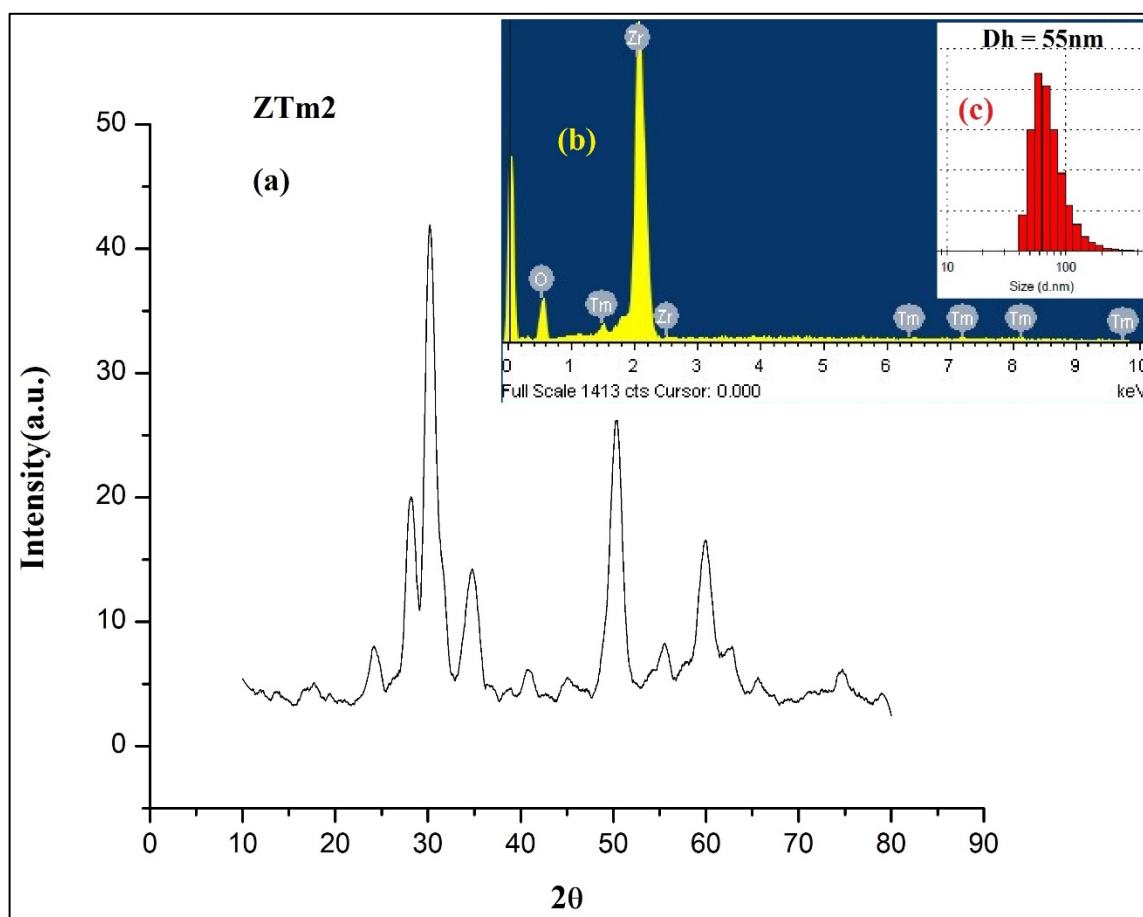 ZTm2
(a)
50
40
30
20
10
0
Intensity(a.u.)
0 10 20 30 40 50 60 70 80 90
2θ
(b)
Zr
O
Tm
Zr
Tm
Tm
Tm
Tm
0 1 2 3 4 5 6 7 8 9 10
Full Scale 1413 cts Cursor: 0.000
keV
Dh = 55nm
(c)
10 100
Size (d.nm)